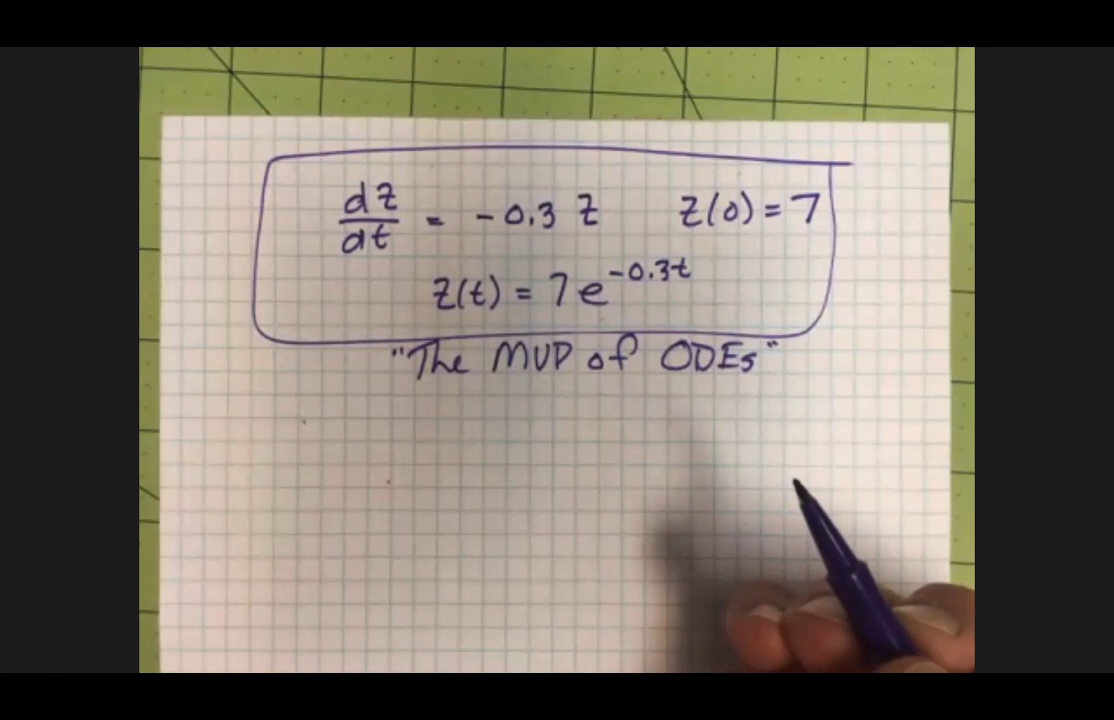 dz/dt = -0.3 z z(0) = 7
z(t) = 7e^-0.3t
"The MVP of ODEs"